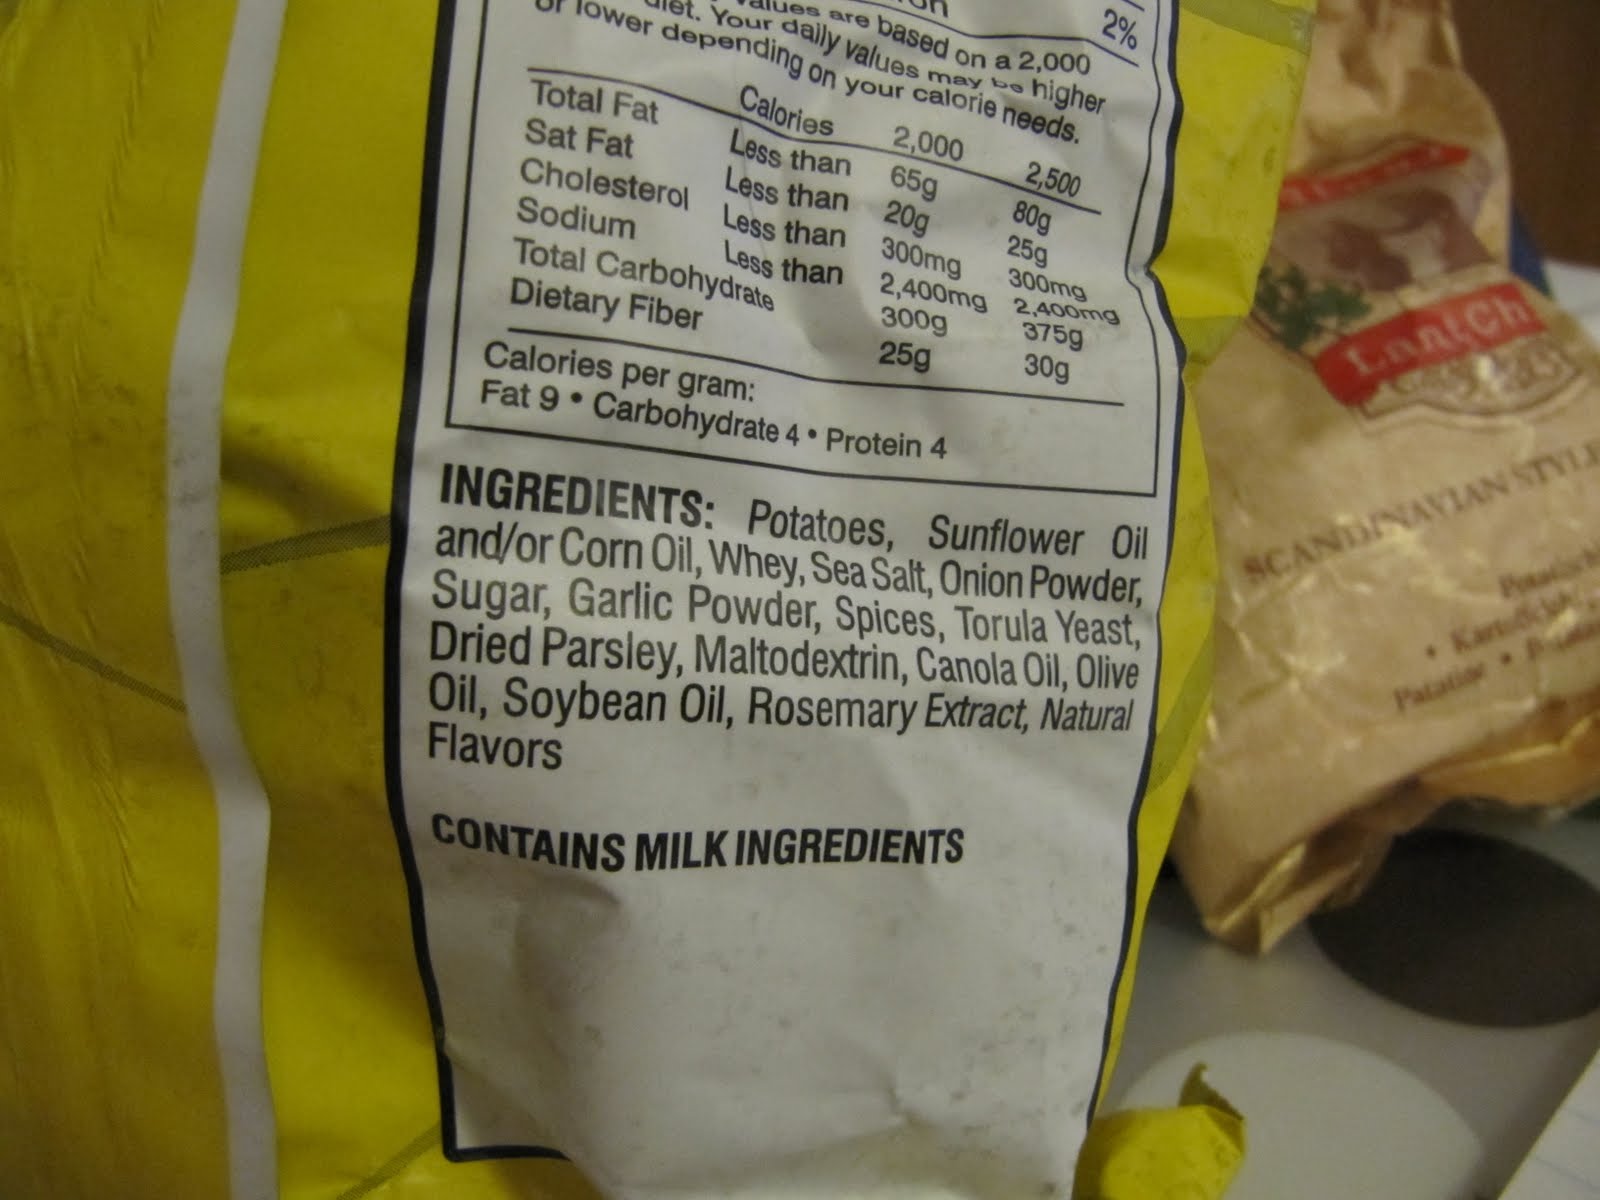 2%
values are based on a 2,000
diet. Your daily values may be higher
or lower depending on your calorie needs.
Calories 2,000 2,500
Total Fat Less than 65g 80g
Sat Fat Less than 20g 25g
Cholesterol Less than 300mg 300mg
Sodium Less than 2,400mg 2,400mg
Total Carbohydrate 300g 375g
Dietary Fiber 25g 30g
Calories per gram:
Fat 9 • Carbohydrate 4 • Protein 4
INGREDIENTS: Potatoes, Sunflower Oil
and/or Corn Oil, Whey, Sea Salt, Onion Powder,
Sugar, Garlic Powder, Spices, Torula Yeast,
Dried Parsley, Maltodextrin, Canola Oil, Olive
Oil, Soybean Oil, Rosemary Extract, Natural
Flavors
CONTAINS MILK INGREDIENTS
LantCh
SCANDINAVIAN STYLE